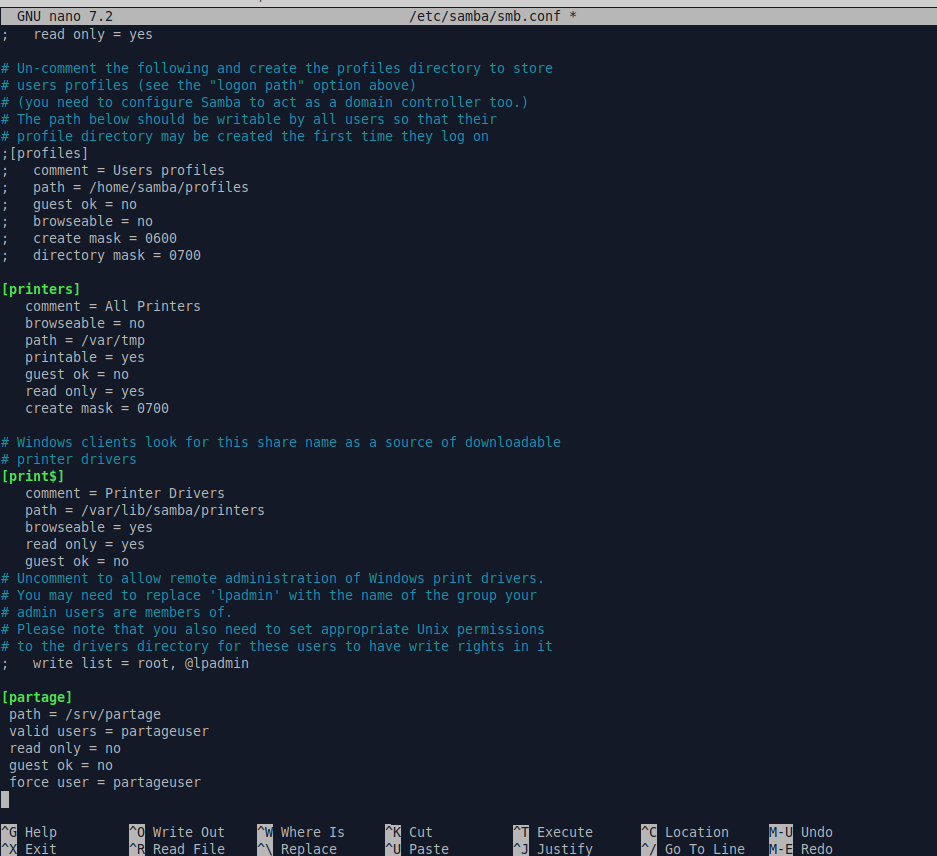 GNU nano 7.2 /etc/samba/smb.conf *
;   read only = yes

# Un-comment the following and create the profiles directory to store
# users profiles (see the "logon path" option above)
# (you need to configure Samba to act as a domain controller too.)
# The path below should be writable by all users so that their
# profile directory may be created the first time they log on
;[profiles]
;   comment = Users profiles
;   path = /home/samba/profiles
;   guest ok = no
;   browseable = no
;   create mask = 0600
;   directory mask = 0700

[printers]
   comment = All Printers
   browseable = no
   path = /var/tmp
   printable = yes
   guest ok = no
   read only = yes
   create mask = 0700

# Windows clients look for this share name as a source of downloadable
# printer drivers
[print$]
   comment = Printer Drivers
   path = /var/lib/samba/printers
   browseable = yes
   read only = yes
   guest ok = no
# Uncomment to allow remote administration of Windows print drivers.
# You may need to replace 'lpadmin' with the name of the group your
# admin users are members of.
# Please note that you also need to set appropriate Unix permissions
# to the drivers directory for these users to have write rights in it
;   write list = root, @lpadmin

[partage]
 path = /srv/partage
 valid users = partageuser
 read only = no
 guest ok = no
 force user = partageuser

^G Help ^O Write Out ^W Where Is ^K Cut ^T Execute ^C Location M-U Undo
^X Exit ^R Read File ^\ Replace ^U Paste ^J Justify ^/ Go To Line M-E Redo